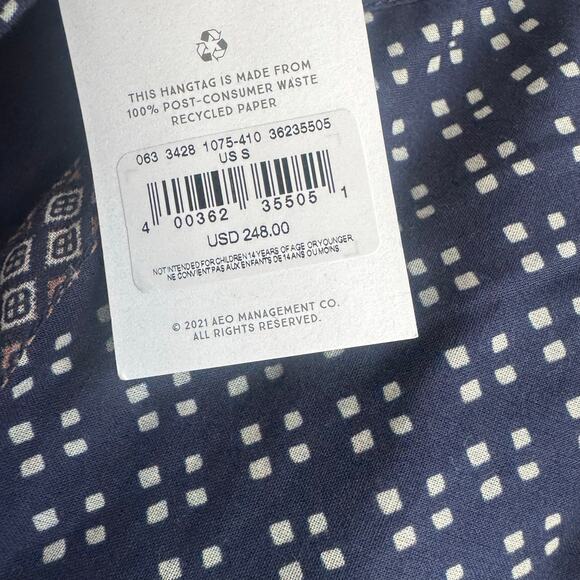 THIS HANGTAG IS MADE FROM
100% POST-CONSUMER WASTE
RECYCLED PAPER
063 3428 1075-410 36235505
US S
4 00362 35505 1
USD 248.00
NOT INTENDED FOR CHILDREN 14 YEARS OF AGE OR YOUNGER
NE CONVIENT PAS AUX ENFANTS DE 14 ANS OU MOINS
© 2021 AEO MANAGEMENT CO.
ALL RIGHTS RESERVED.